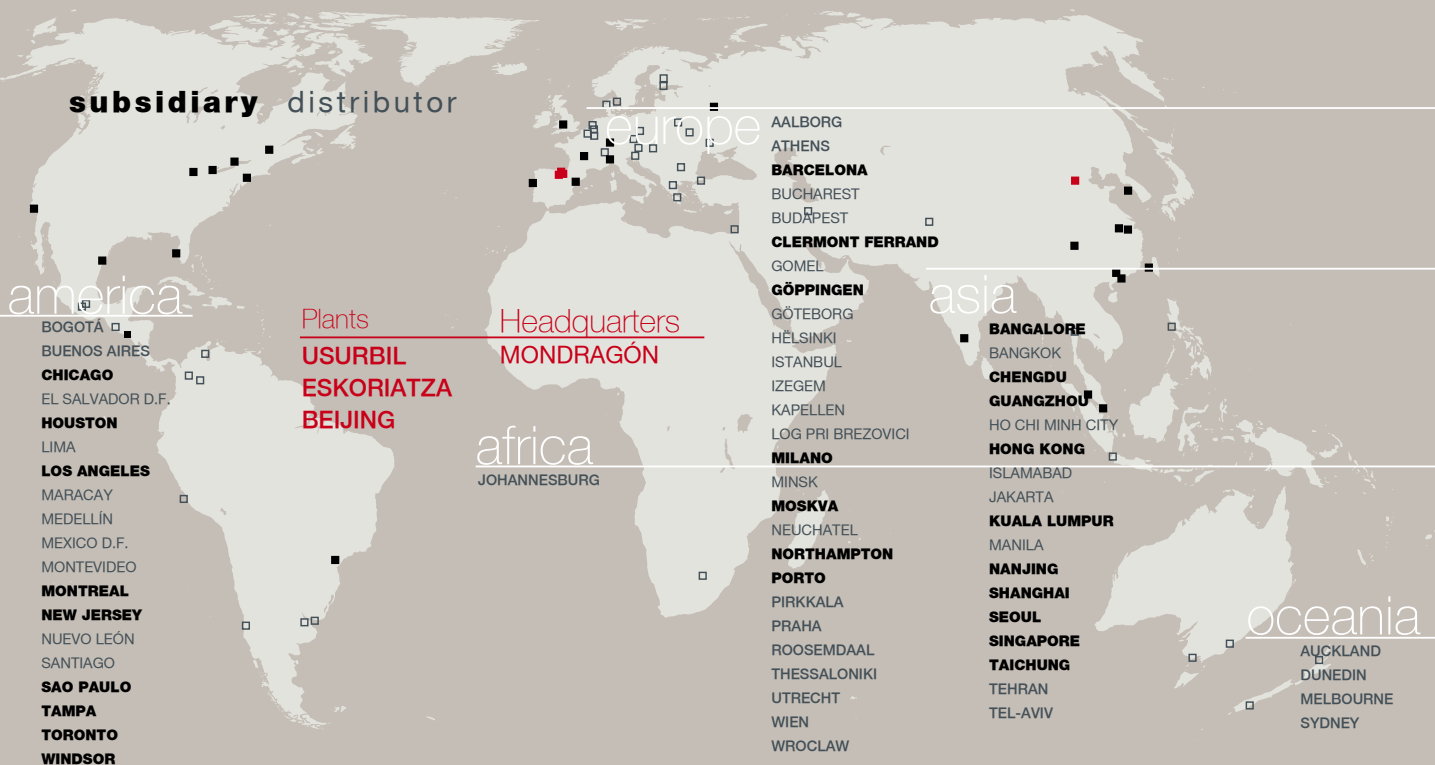 subsidiary distributor
america
BOGOTÁ
BUENOS AIRES
CHICAGO
EL SALVADOR D.F.
HOUSTON
LIMA
LOS ANGELES
MARACAY
MEDELLÍN
MEXICO D.F.
MONTEVIDEO
MONTREAL
NEW JERSEY
NUEVO LEÓN
SANTIAGO
SAO PAULO
TAMPA
TORONTO
WINDSOR
Plants
USURBIL
ESKORIATZA
BEIJING
Headquarters
MONDRAGÓN
africa
JOHANNESBURG
europe
AALBORG
ATHENS
BARCELONA
BUCHAREST
BUDAPEST
CLERMONT FERRAND
GOMEL
GÖPPINGEN
GÖTEBORG
HËLSINKI
ISTANBUL
IZEGEM
KAPELLEN
LOG PRI BREZOVICI
MILANO
MINSK
MOSKVA
NEUCHATEL
NORTHAMPTON
PORTO
PIRKKALA
PRAHA
ROOSEMDAAL
THESSALONIKI
UTRECHT
WIEN
WROCLAW
asia
BANGALORE
BANGKOK
CHENGDU
GUANGZHOU
HO CHI MINH CITY
HONG KONG
ISLAMABAD
JAKARTA
KUALA LUMPUR
MANILA
NANJING
SHANGHAI
SEOUL
SINGAPORE
TAICHUNG
TEHRAN
TEL-AVIV
oceania
AUCKLAND
DUNEDIN
MELBOURNE
SYDNEY